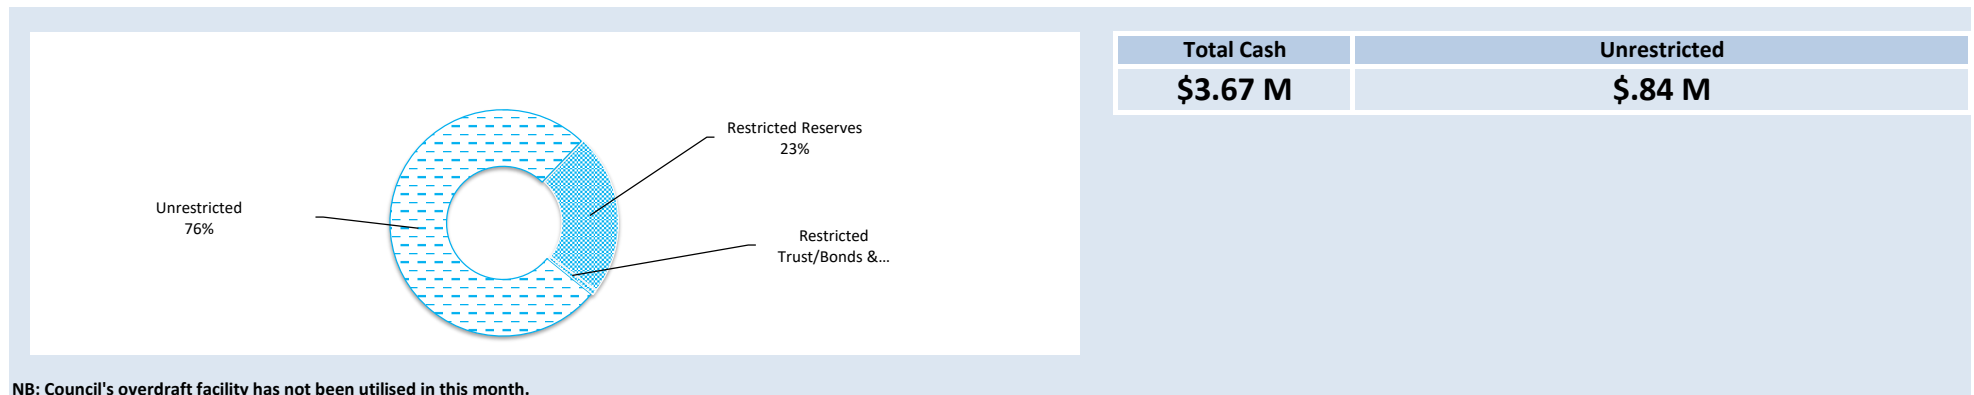 Restricted Reserves
23%
Unrestricted
76%
Restricted
Trust/Bonds &...
Total Cash
Unrestricted
$3.67 M
$.84 M
NB: Council's overdraft facility has not been utilised in this month.